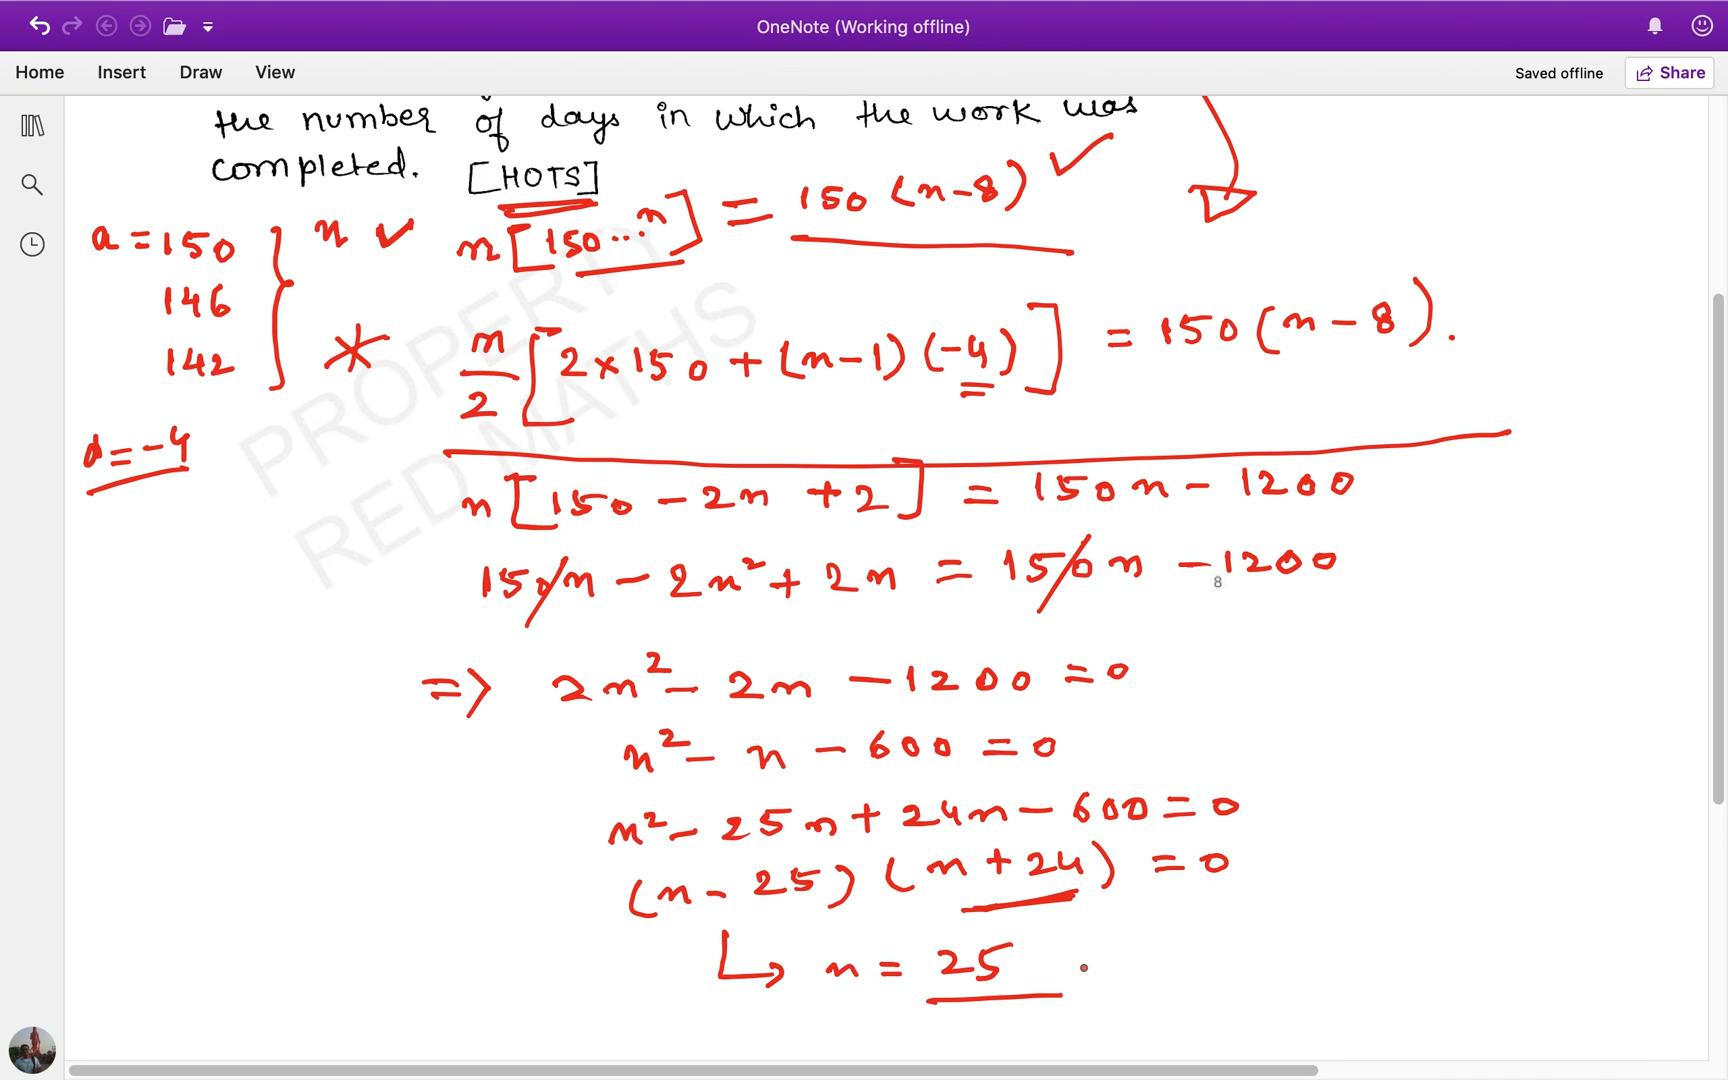 OneNote (Working offline)
Home Insert Draw View
Saved offline Share
the number of days in which the work was
completed. [HOTS]
n[150...n] = 150(n-8) ✓
a = 150 } n ✓
146
142
* n/2 [2×150 + (n-1)(-4)] = 150(n-8).
d = -4
n[150 - 2n + 2] = 150n - 1200
150n - 2n² + 2n = 150n - 1200
8
=> 2n² - 2n - 1200 = 0
n² - n - 600 = 0
n² - 25n + 24n - 600 = 0
(n - 25)(n + 24) = 0
↳ n = 25
PROPERTY
RED MATHS